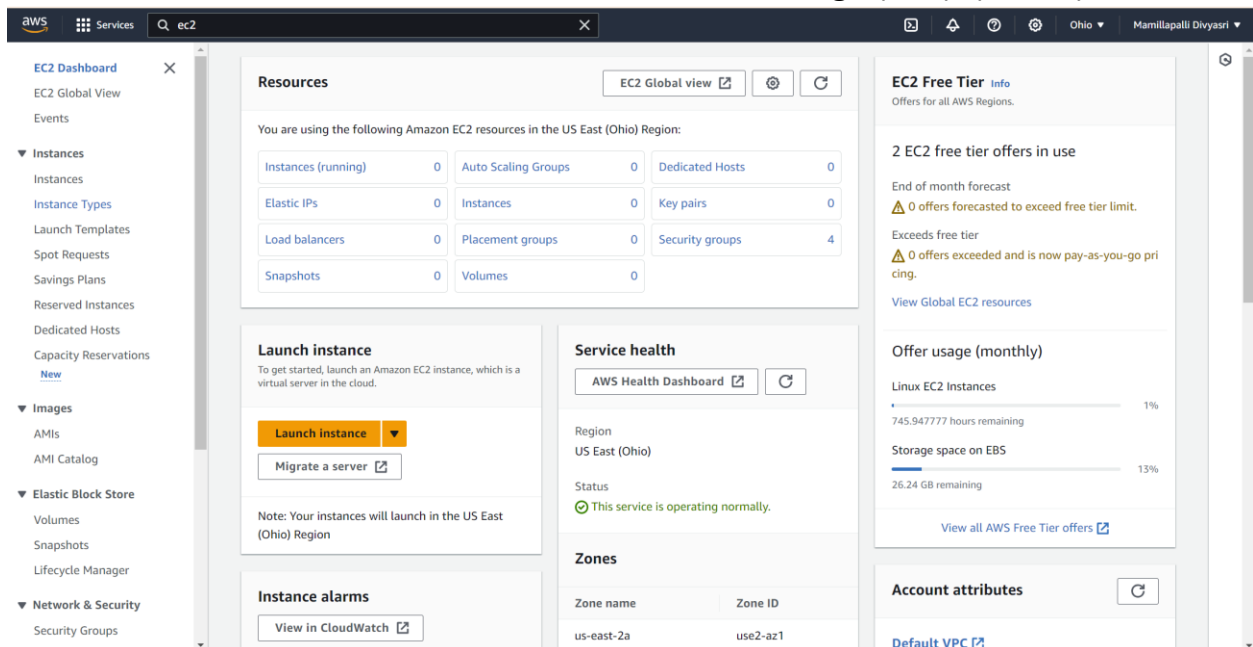 aws
Services
ec2
Ohio ▼
Mamillapalli Divyasri ▼
EC2 Dashboard
EC2 Global View
Events
▼ Instances
Instances
Instance Types
Launch Templates
Spot Requests
Savings Plans
Reserved Instances
Dedicated Hosts
Capacity Reservations
New
▼ Images
AMIs
AMI Catalog
▼ Elastic Block Store
Volumes
Snapshots
Lifecycle Manager
▼ Network & Security
Security Groups
Resources
EC2 Global view
You are using the following Amazon EC2 resources in the US East (Ohio) Region:
Instances (running) 0 Auto Scaling Groups 0 Dedicated Hosts 0
Elastic IPs 0 Instances 0 Key pairs 0
Load balancers 0 Placement groups 0 Security groups 4
Snapshots 0 Volumes 0
Launch instance
To get started, launch an Amazon EC2 instance, which is a
virtual server in the cloud.
Launch instance ▼
Migrate a server
Note: Your instances will launch in the US East
(Ohio) Region
Instance alarms
View in CloudWatch
Service health
AWS Health Dashboard
Region
US East (Ohio)
Status
This service is operating normally.
Zones
Zone name Zone ID
us-east-2a use2-az1
EC2 Free Tier Info
Offers for all AWS Regions.
2 EC2 free tier offers in use
End of month forecast
0 offers forecasted to exceed free tier limit.
Exceeds free tier
0 offers exceeded and is now pay-as-you-go pri
cing.
View Global EC2 resources
Offer usage (monthly)
Linux EC2 Instances
1%
745.947777 hours remaining
Storage space on EBS
13%
26.24 GB remaining
View all AWS Free Tier offers
Account attributes
Default VPC